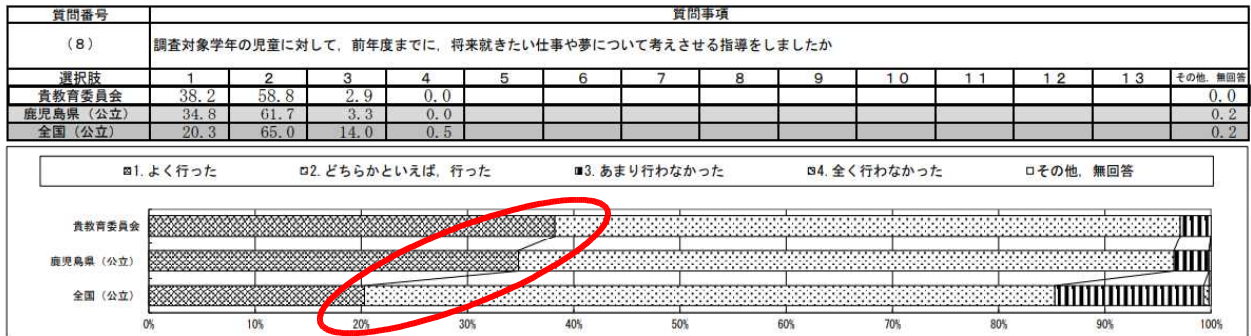 質問番号 質問事項
(8) 調査対象学年の児童に対して，前年度までに，将来就きたい仕事や夢について考えさせる指導をしましたか
選択肢 1 2 3 4 5 6 7 8 9 10 11 12 13 その他，無回答
貴教育委員会 38.2 58.8 2.9 0.0 0.0
鹿児島県（公立） 34.8 61.7 3.3 0.0 0.2
全国（公立） 20.3 65.0 14.0 0.5 0.2
1. よく行った 2. どちらかといえば，行った 3. あまり行わなかった 4. 全く行わなかった その他，無回答
貴教育委員会
鹿児島県（公立）
全国（公立）
0% 10% 20% 30% 40% 50% 60% 70% 80% 90% 100%